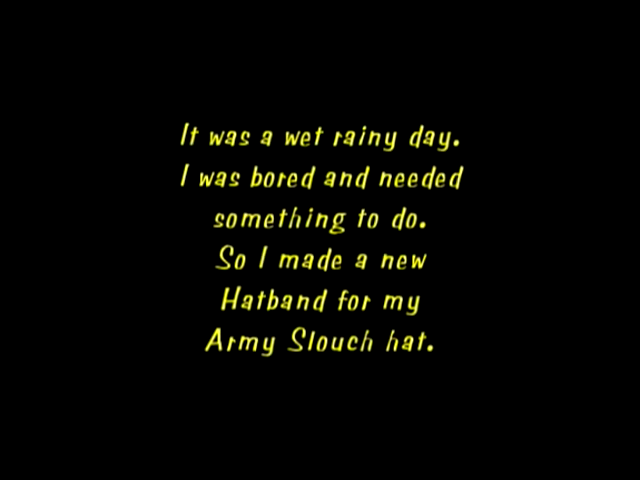 It was a wet rainy day.
I was bored and needed
something to do.
So I made a new
Hatband for my
Army Slouch hat.